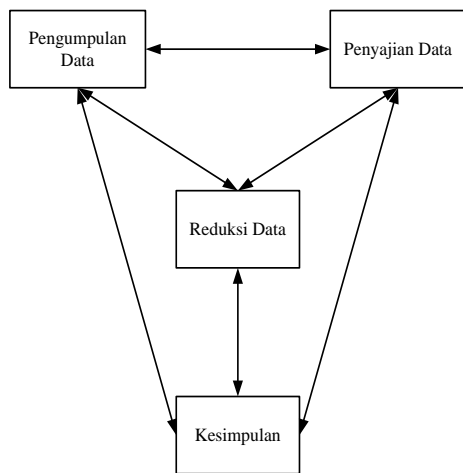 Pengumpulan
Data
Penyajian Data
Reduksi Data
Kesimpulan